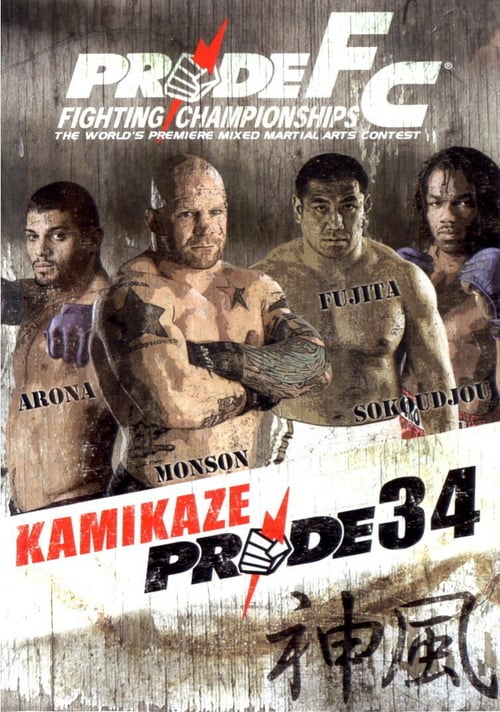 PRIDE FC®
FIGHTING CHAMPIONSHIPS
THE WORLD'S PREMIERE MIXED MARTIAL ARTS CONTEST
FUJITA
ARONA
SOKOUDJOU
MONSON
KAMIKAZE
PRIDE 34
神風